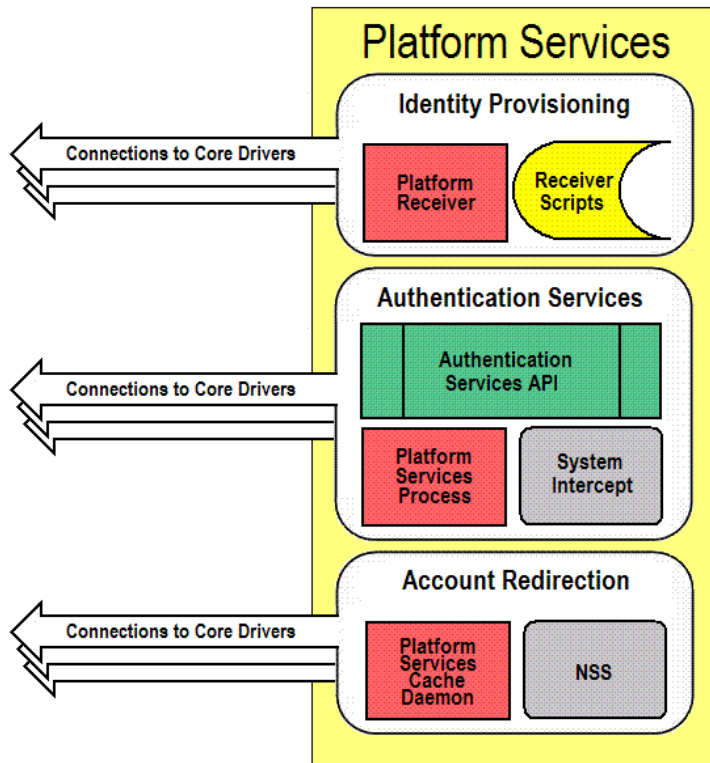 Platform Services
Identity Provisioning
Connections to Core Drivers
Platform
Receiver
Receiver
Scripts
Authentication Services
Authentication
Services API
Connections to Core Drivers
Platform
Services
Process
System
Intercept
Account Redirection
Connections to Core Drivers
Platform
Services
Cache
Daemon
NSS